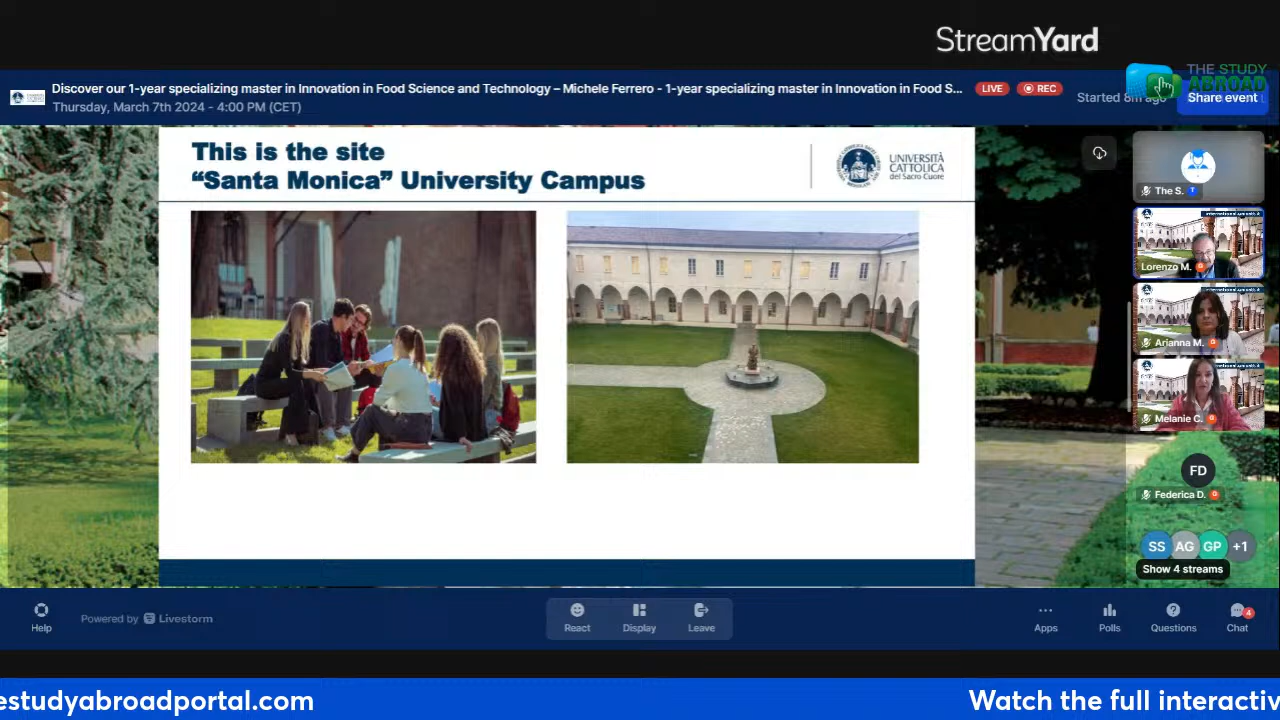 StreamYard
Discover our 1-year specializing master in Innovation in Food Science and Technology – Michele Ferrero - 1-year specializing master in Innovation in Food S...
LIVE
REC
Thursday, March 7th 2024 - 4:00 PM (CET)
Started 8m ago
THE STUDY
ABROAD
Share event
This is the site
“Santa Monica” University Campus
UNIVERSITÀ
CATTOLICA
del Sacro Cuore
The S.
T
Lorenzo M.
Arianna M.
Melanie C.
FD
Federica D.
SS
AG
GP
+1
Show 4 streams
Help
Powered by Livestorm
React
Display
Leave
Apps
Polls
Questions
4
Chat
estudyabroadportal.com
Watch the full interactiv